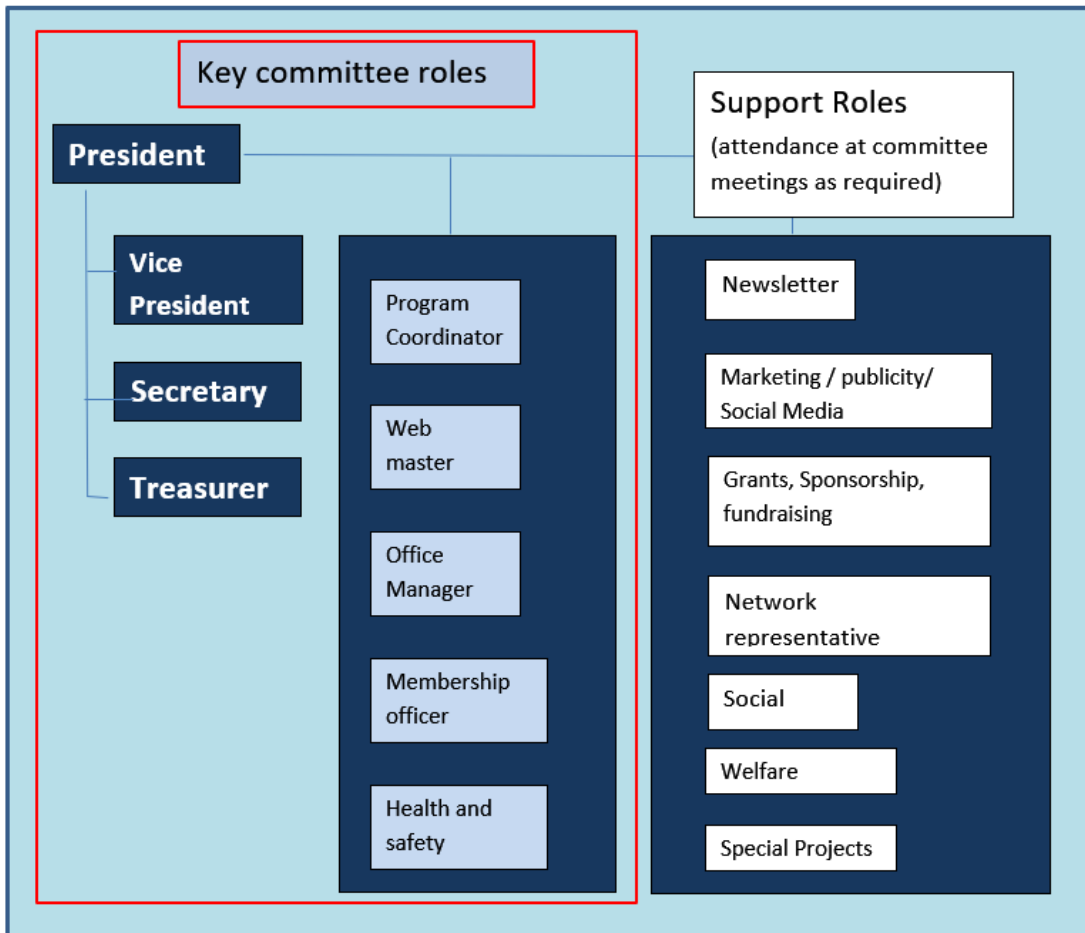 Key committee roles
President
Vice
President
Secretary
Treasurer
Program
Coordinator
Web
master
Office
Manager
Membership
officer
Health and
safety
Support Roles
(attendance at committee
meetings as required)
Newsletter
Marketing / publicity/
Social Media
Grants, Sponsorship,
fundraising
Network
representative
Social
Welfare
Special Projects